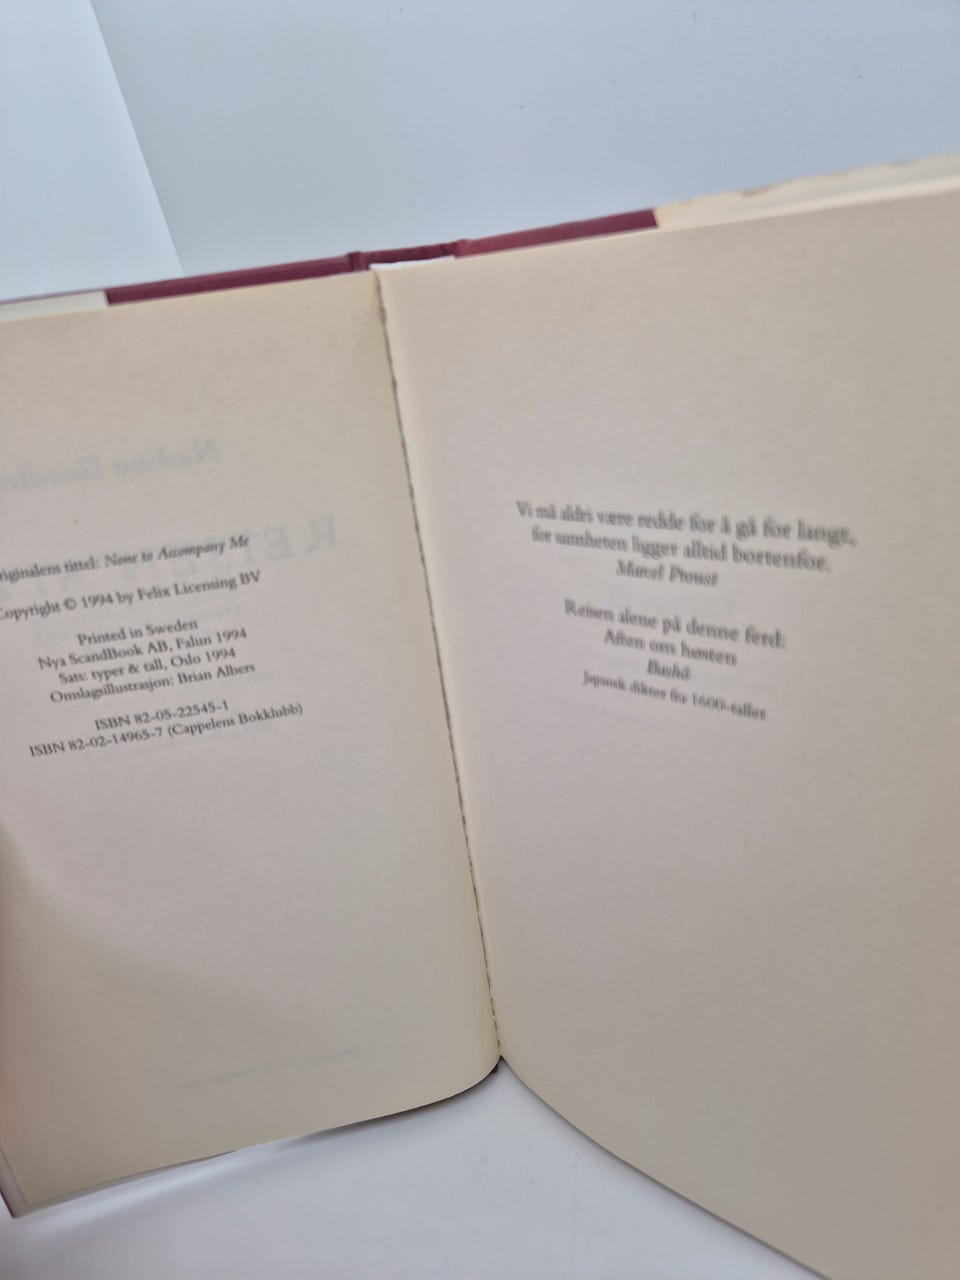 riginalens tittel: None to Accompany Me
Copyright © 1994 by Felix Licensing BV
Printed in Sweden
Nya ScandBook AB, Falun 1994
Sats: typer & tall, Oslo 1994
Omslagsillustrasjon: Brian Albers
ISBN 82-05-22545-1
ISBN 82-02-14965-7 (Cappelens Bokklubb)
Vi må aldri være redde for å gå for langt,
for sannheten ligger alltid bortenfor.
Marcel Proust
Reisen alene på denne ferd:
Aften om høsten
Bashō
Japansk dikter fra 1600-tallet